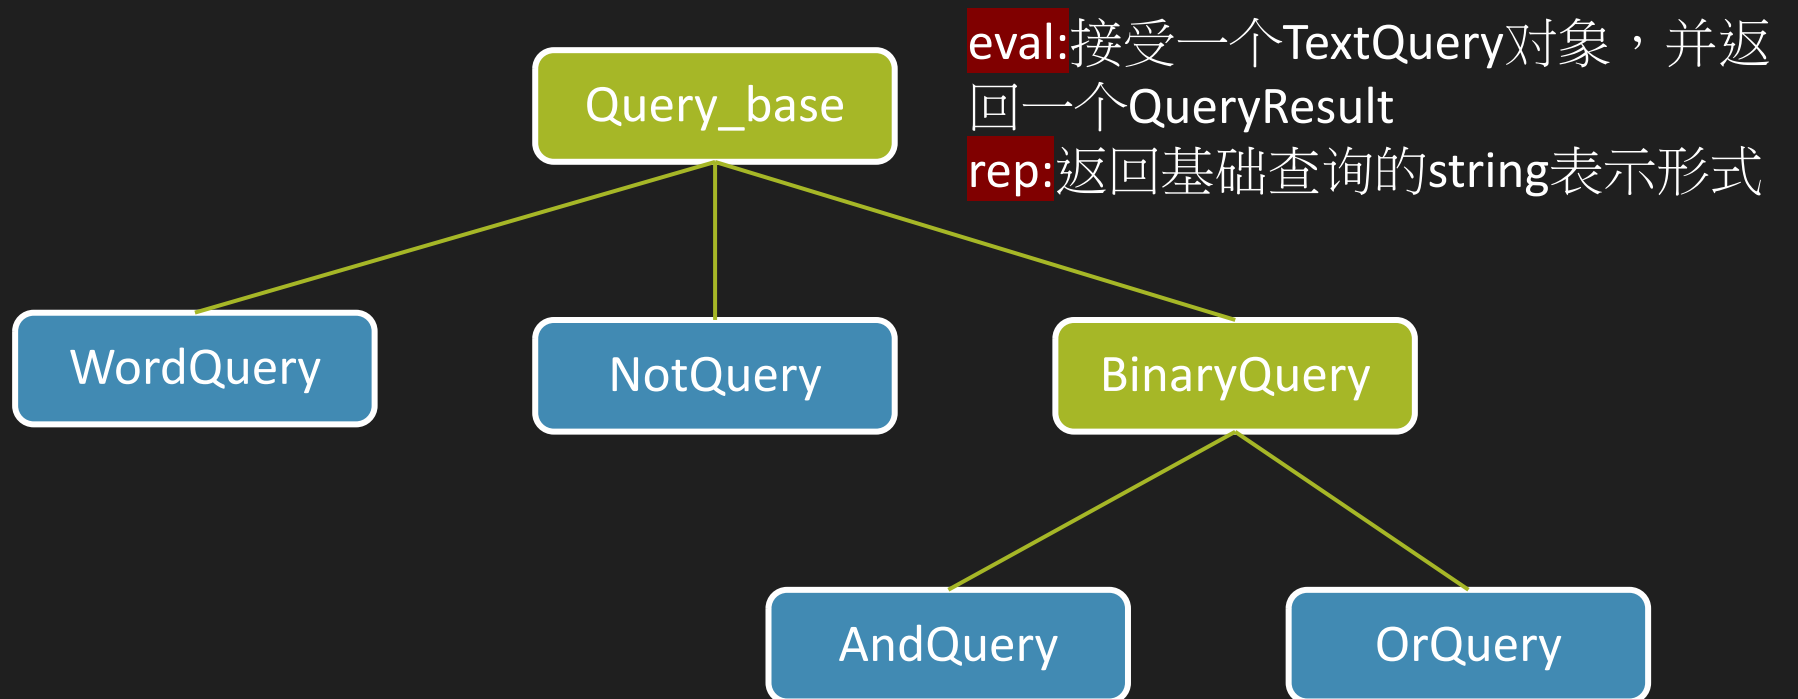 eval:接受一个TextQuery对象，并返
回一个QueryResult
rep:返回基础查询的string表示形式
Query_base
WordQuery
NotQuery
BinaryQuery
AndQuery
OrQuery